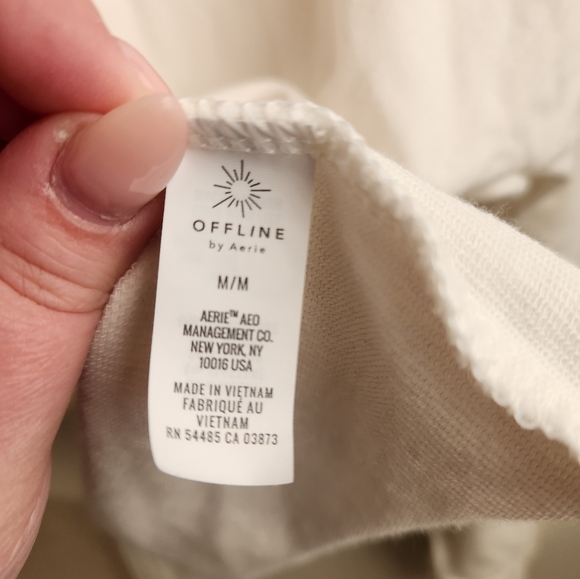 OFFLINE
by Aerie
M/M
AERIE™ AEO
MANAGEMENT CO.
NEW YORK, NY
10016 USA
MADE IN VIETNAM
FABRIQUÉ AU
VIETNAM
RN 54485 CA 03873